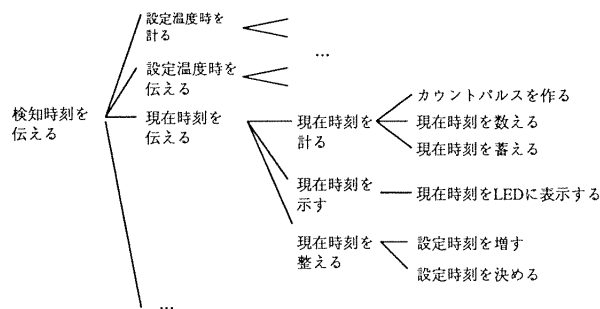 設定温度時を
計る
…
設定温度時を
伝える
検知時刻を
伝える
現在時刻を
伝える
現在時刻を
計る
カウントパルスを作る
現在時刻を数える
現在時刻を蓄える
現在時刻を
示す
現在時刻をLEDに表示する
現在時刻を
整える
設定時刻を増す
設定時刻を決める
…